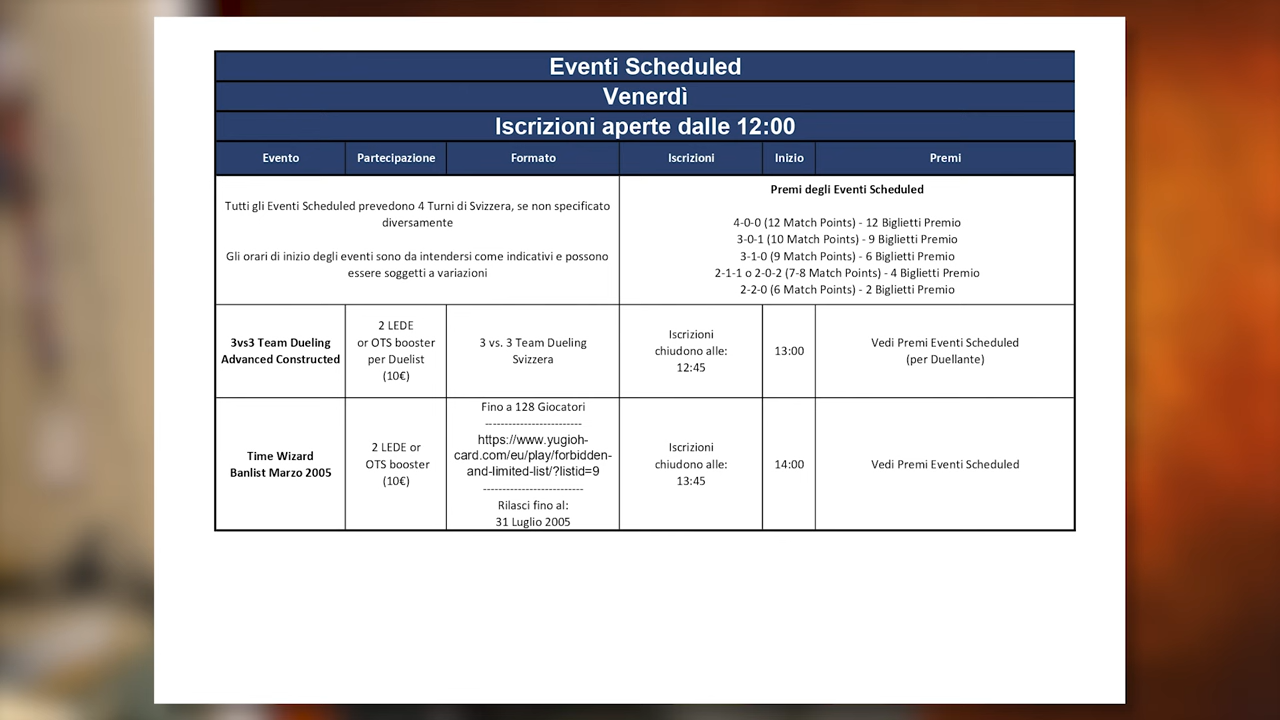 Eventi Scheduled
Venerdì
Iscrizioni aperte dalle 12:00
Evento Partecipazione Formato Iscrizioni Inizio Premi
Tutti gli Eventi Scheduled prevedono 4 Turni di Svizzera, se non specificato
diversamente
Gli orari di inizio degli eventi sono da intendersi come indicativi e possono
essere soggetti a variazioni
Premi degli Eventi Scheduled
4-0-0 (12 Match Points) - 12 Biglietti Premio
3-0-1 (10 Match Points) - 9 Biglietti Premio
3-1-0 (9 Match Points) - 6 Biglietti Premio
2-1-1 o 2-0-2 (7-8 Match Points) - 4 Biglietti Premio
2-2-0 (6 Match Points) - 2 Biglietti Premio
3vs3 Team Dueling
Advanced Constructed
2 LEDE
or OTS booster
per Duelist
(10€)
3 vs. 3 Team Dueling
Svizzera
Iscrizioni
chiudono alle:
12:45
13:00
Vedi Premi Eventi Scheduled
(per Duellante)
Time Wizard
Banlist Marzo 2005
2 LEDE or
OTS booster
(10€)
Fino a 128 Giocatori
-------------------------
https://www.yugioh-
card.com/eu/play/forbidden-
and-limited-list/?listid=9
--------------------------
Rilasci fino al:
31 Luglio 2005
Iscrizioni
chiudono alle:
13:45
14:00
Vedi Premi Eventi Scheduled